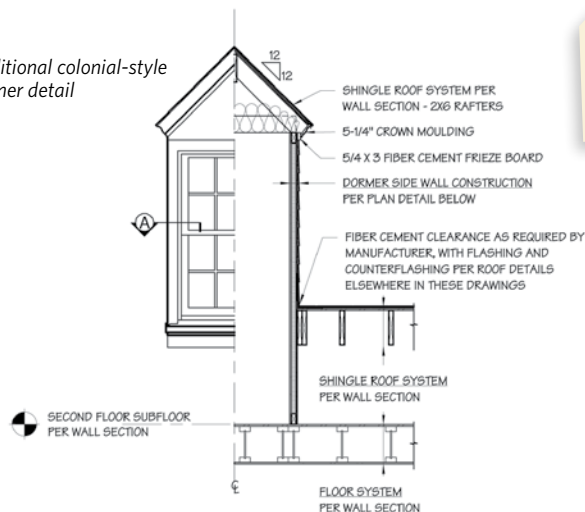 itional colonial-style
ner detail
12
12
SHINGLE ROOF SYSTEM PER
WALL SECTION - 2X6 RAFTERS
5-1/4" CROWN MOULDING
5/4 X 3 FIBER CEMENT FRIEZE BOARD
DORMER SIDE WALL CONSTRUCTION
PER PLAN DETAIL BELOW
A
FIBER CEMENT CLEARANCE AS REQUIRED BY
MANUFACTURER, WITH FLASHING AND
COUNTERFLASHING PER ROOF DETAILS
ELSEWHERE IN THESE DRAWINGS
SHINGLE ROOF SYSTEM
PER WALL SECTION
SECOND FLOOR SUBFLOOR
PER WALL SECTION
℄
FLOOR SYSTEM
PER WALL SECTION